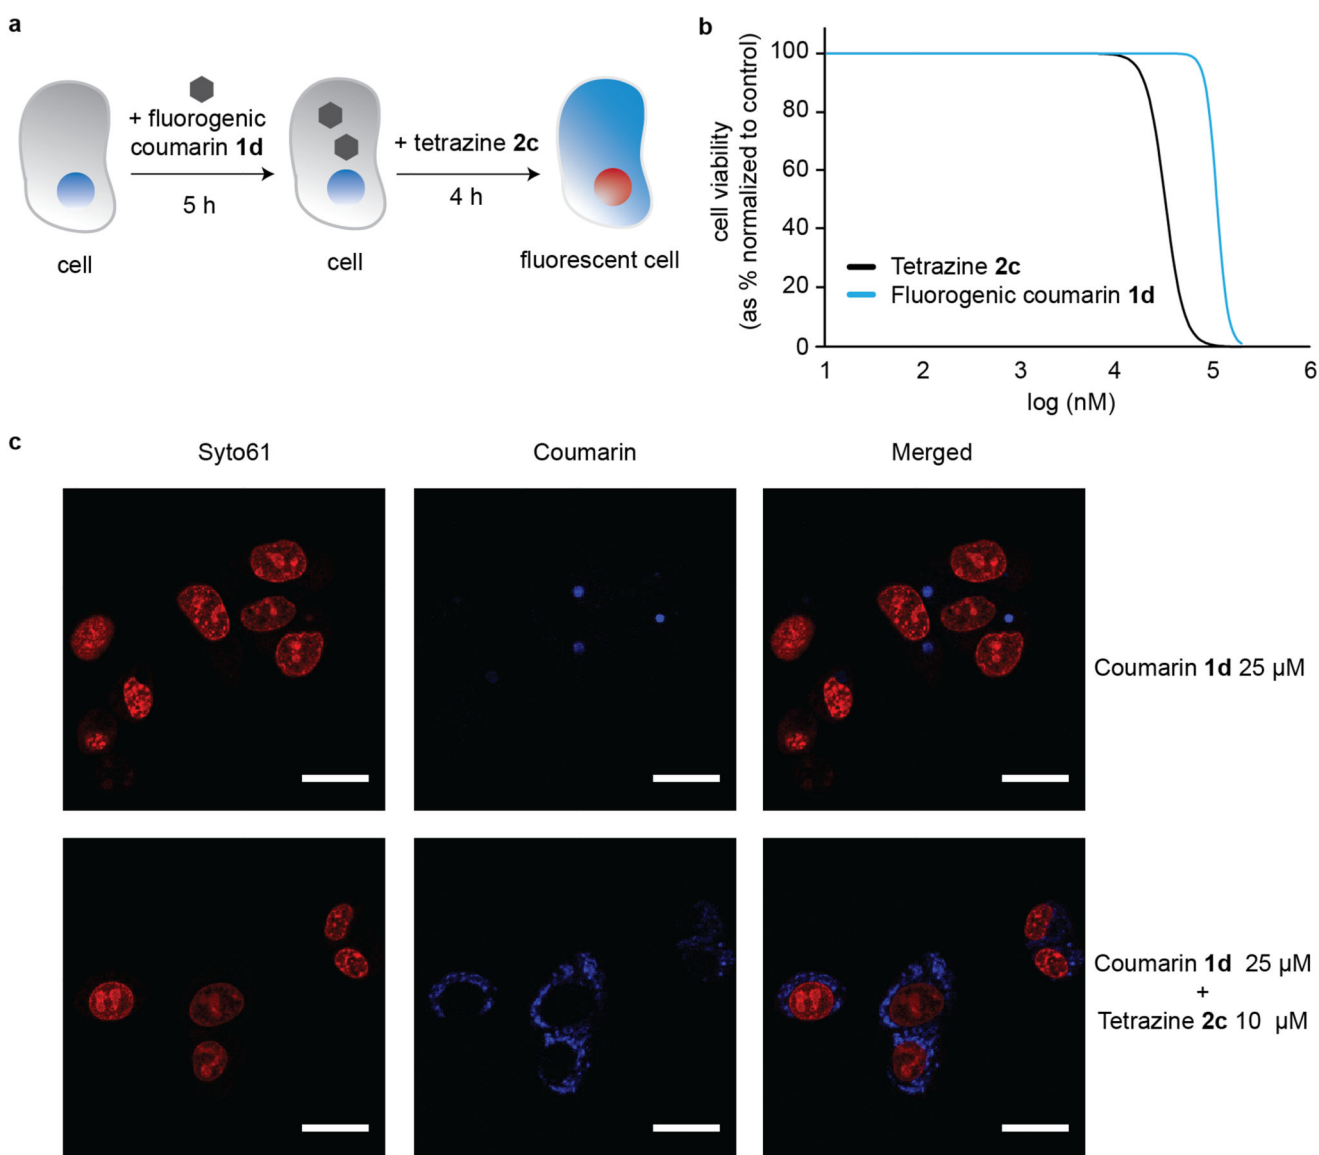 a
+ fluorogenic
coumarin 1d
5 h
+ tetrazine 2c
4 h
cell
cell
fluorescent cell
b
cell viability
(as % normalized to control)
100
80
60
40
20
0
Tetrazine 2c
Fluorogenic coumarin 1d
1 2 3 4 5 6
log (nM)
c
Syto61 Coumarin Merged
Coumarin 1d 25 µM
Coumarin 1d 25 µM
+
Tetrazine 2c 10 µM